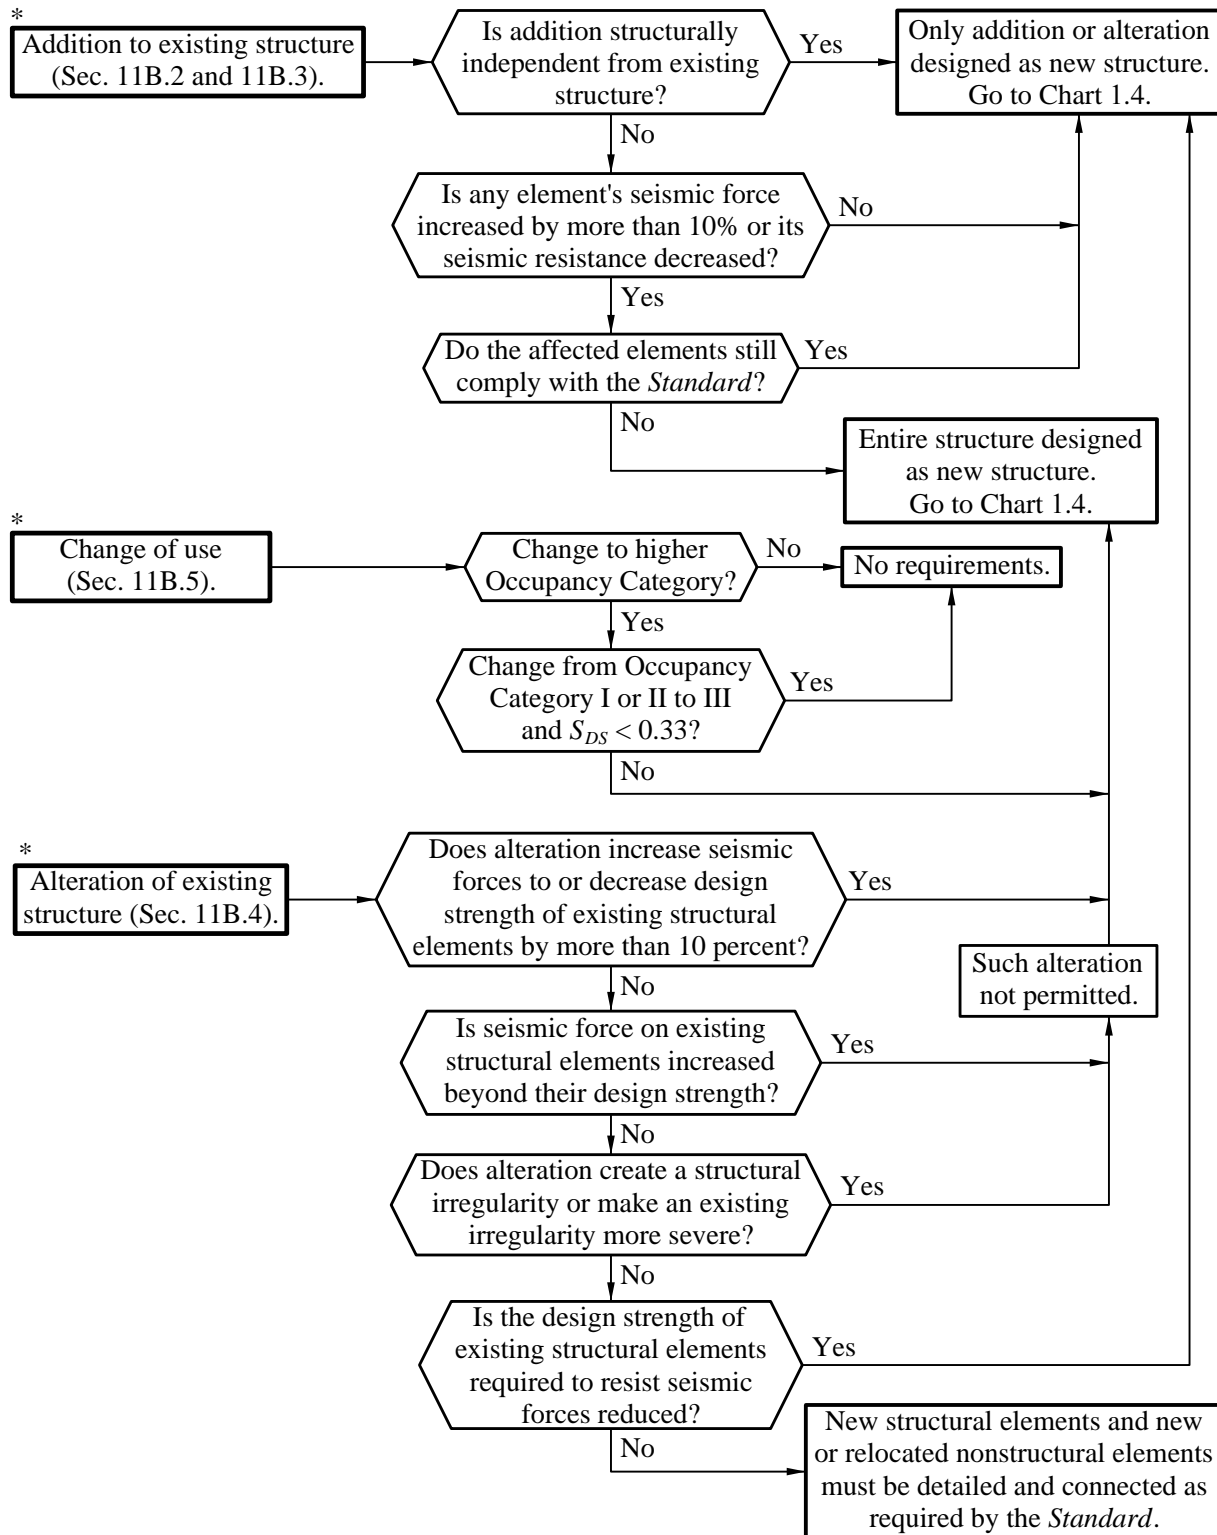 *
Addition to existing structure
(Sec. 11B.2 and 11B.3).
Is addition structurally
independent from existing
structure?
Yes
Only addition or alteration
designed as new structure.
Go to Chart 1.4.
No
Is any element's seismic force
increased by more than 10% or its
seismic resistance decreased?
No
Yes
Do the affected elements still
comply with the Standard?
Yes
No
Entire structure designed
as new structure.
Go to Chart 1.4.
*
Change of use
(Sec. 11B.5).
Change to higher
Occupancy Category?
No
No requirements.
Yes
Change from Occupancy
Category I or II to III
and S_DS < 0.33?
Yes
No
*
Alteration of existing
structure (Sec. 11B.4).
Does alteration increase seismic
forces to or decrease design
strength of existing structural
elements by more than 10 percent?
Yes
Such alteration
not permitted.
No
Is seismic force on existing
structural elements increased
beyond their design strength?
Yes
No
Does alteration create a structural
irregularity or make an existing
irregularity more severe?
Yes
No
Is the design strength of
existing structural elements
required to resist seismic
forces reduced?
Yes
No
New structural elements and new
or relocated nonstructural elements
must be detailed and connected as
required by the Standard.